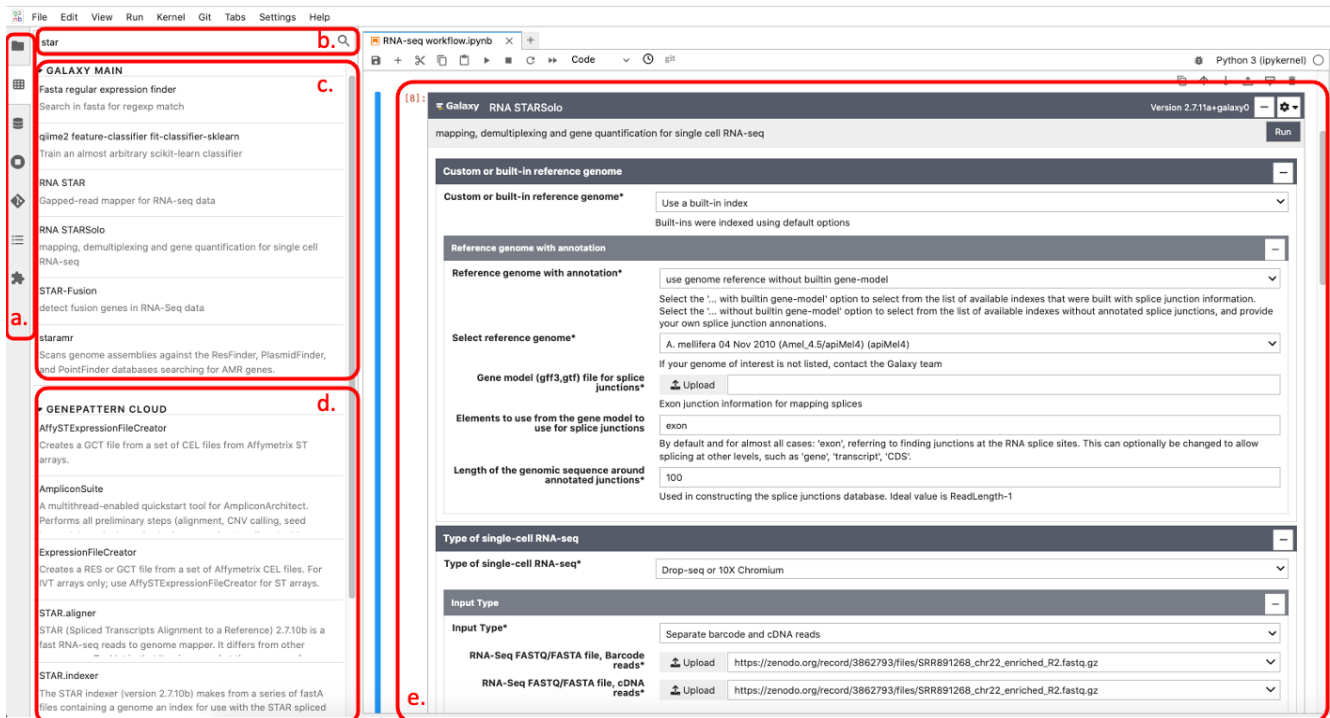 g2
nb
File Edit View Run Kernel Git Tabs Settings Help
star
b.
a.
c.
GALAXY MAIN
Fasta regular expression finder
Search in fasta for regexp match
qiime2 feature-classifier fit-classifier-sklearn
Train an almost arbitrary scikit-learn classifier
RNA STAR
Gapped-read mapper for RNA-seq data
RNA STARSolo
mapping, demultiplexing and gene quantification for single cell
RNA-seq
STAR-Fusion
detect fusion genes in RNA-Seq data
staramr
Scans genome assemblies against the ResFinder, PlasmidFinder,
and PointFinder databases searching for AMR genes.
d.
GENEPATTERN CLOUD
AffySTExpressionFileCreator
Creates a GCT file from a set of CEL files from Affymetrix ST
arrays.
AmpliconSuite
A multithread-enabled quickstart tool for AmpliconArchitect.
Performs all preliminary steps (alignment, CNV calling, seed
ExpressionFileCreator
Creates a RES or GCT file from a set of Affymetrix CEL files. For
IVT arrays only; use AffySTExpressionFileCreator for ST arrays.
STAR.aligner
STAR (Spliced Transcripts Alignment to a Reference) 2.7.10b is a
fast RNA-seq reads to genome mapper. It differs from other
STAR.indexer
The STAR indexer (version 2.7.10b) makes from a series of fastA
files containing a genome an index for use with the STAR spliced
RNA-seq workflow.ipynb
Code
git
Python 3 (ipykernel)
[8]:
e.
Galaxy RNA STARSolo Version 2.7.11a+galaxy0
mapping, demultiplexing and gene quantification for single cell RNA-seq Run
Custom or built-in reference genome
Custom or built-in reference genome* Use a built-in index
Built-ins were indexed using default options
Reference genome with annotation
Reference genome with annotation* use genome reference without builtin gene-model
Select the '... with builtin gene-model' option to select from the list of available indexes that were built with splice junction information.
Select the '... without builtin gene-model' option to select from the list of available indexes without annotated splice junctions, and provide
your own splice junction annonations.
Select reference genome* A. mellifera 04 Nov 2010 (Amel_4.5/apiMel4) (apiMel4)
If your genome of interest is not listed, contact the Galaxy team
Gene model (gff3,gtf) file for splice
junctions* Upload
Exon junction information for mapping splices
Elements to use from the gene model to
use for splice junctions exon
By default and for almost all cases: 'exon', referring to finding junctions at the RNA splice sites. This can optionally be changed to allow
splicing at other levels, such as 'gene', 'transcript', 'CDS'.
Length of the genomic sequence around
annotated junctions* 100
Used in constructing the splice junctions database. Ideal value is ReadLength-1
Type of single-cell RNA-seq
Type of single-cell RNA-seq* Drop-seq or 10X Chromium
Input Type
Input Type* Separate barcode and cDNA reads
RNA-Seq FASTQ/FASTA file, Barcode
reads* Upload https://zenodo.org/record/3862793/files/SRR891268_chr22_enriched_R2.fastq.gz
RNA-Seq FASTQ/FASTA file, cDNA
reads* Upload https://zenodo.org/record/3862793/files/SRR891268_chr22_enriched_R2.fastq.gz